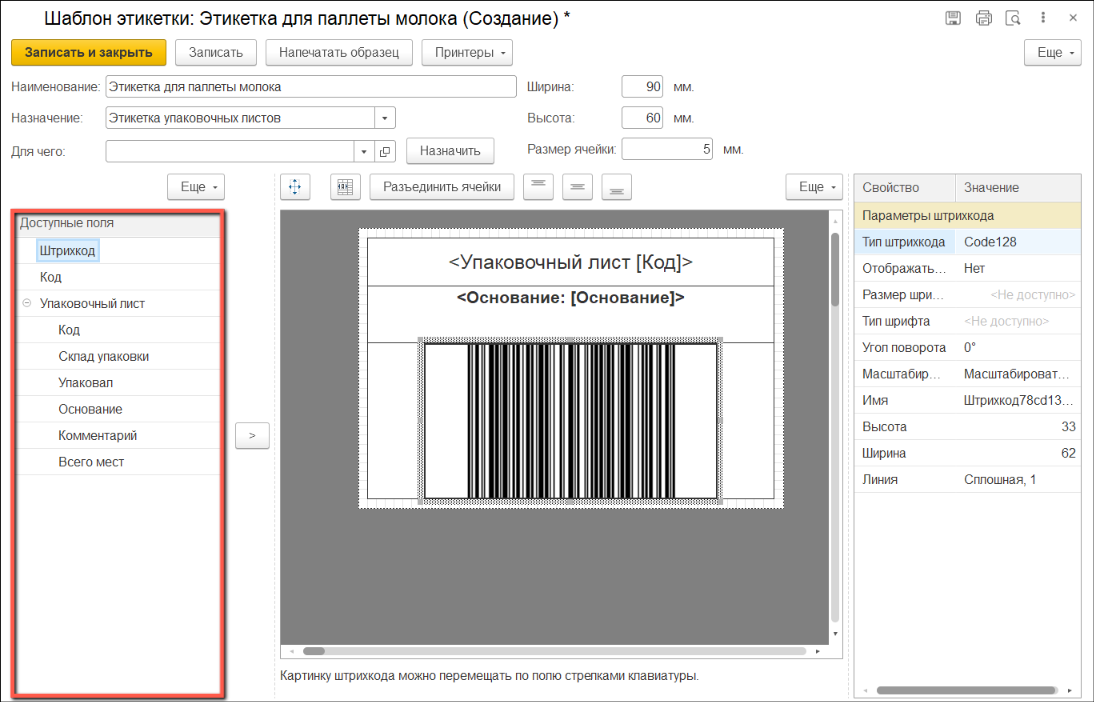 Шаблон этикетки: Этикетка для паллеты молока (Создание) *
Записать и закрыть Записать Напечатать образец Принтеры Еще
Наименование: Этикетка для паллеты молока Ширина: 90 мм.
Назначение: Этикетка упаковочных листов Высота: 60 мм.
Для чего: Назначить Размер ячейки: 5 мм.
Еще Разъединить ячейки Еще
Доступные поля
Штрихкод
Код
Упаковочный лист
Код
Склад упаковки
Упаковал
Основание
Комментарий
Всего мест
>
<Упаковочный лист [Код]>
<Основание: [Основание]>
Картинку штрихкода можно перемещать по полю стрелками клавиатуры.
Свойство Значение
Параметры штрихкода
Тип штрихкода Code128
Отображать... Нет
Размер шри... <Не доступно>
Тип шрифта <Не доступно>
Угол поворота 0°
Масштабир... Масштабироват...
Имя Штрихкод78cd13...
Высота 33
Ширина 62
Линия Сплошная, 1